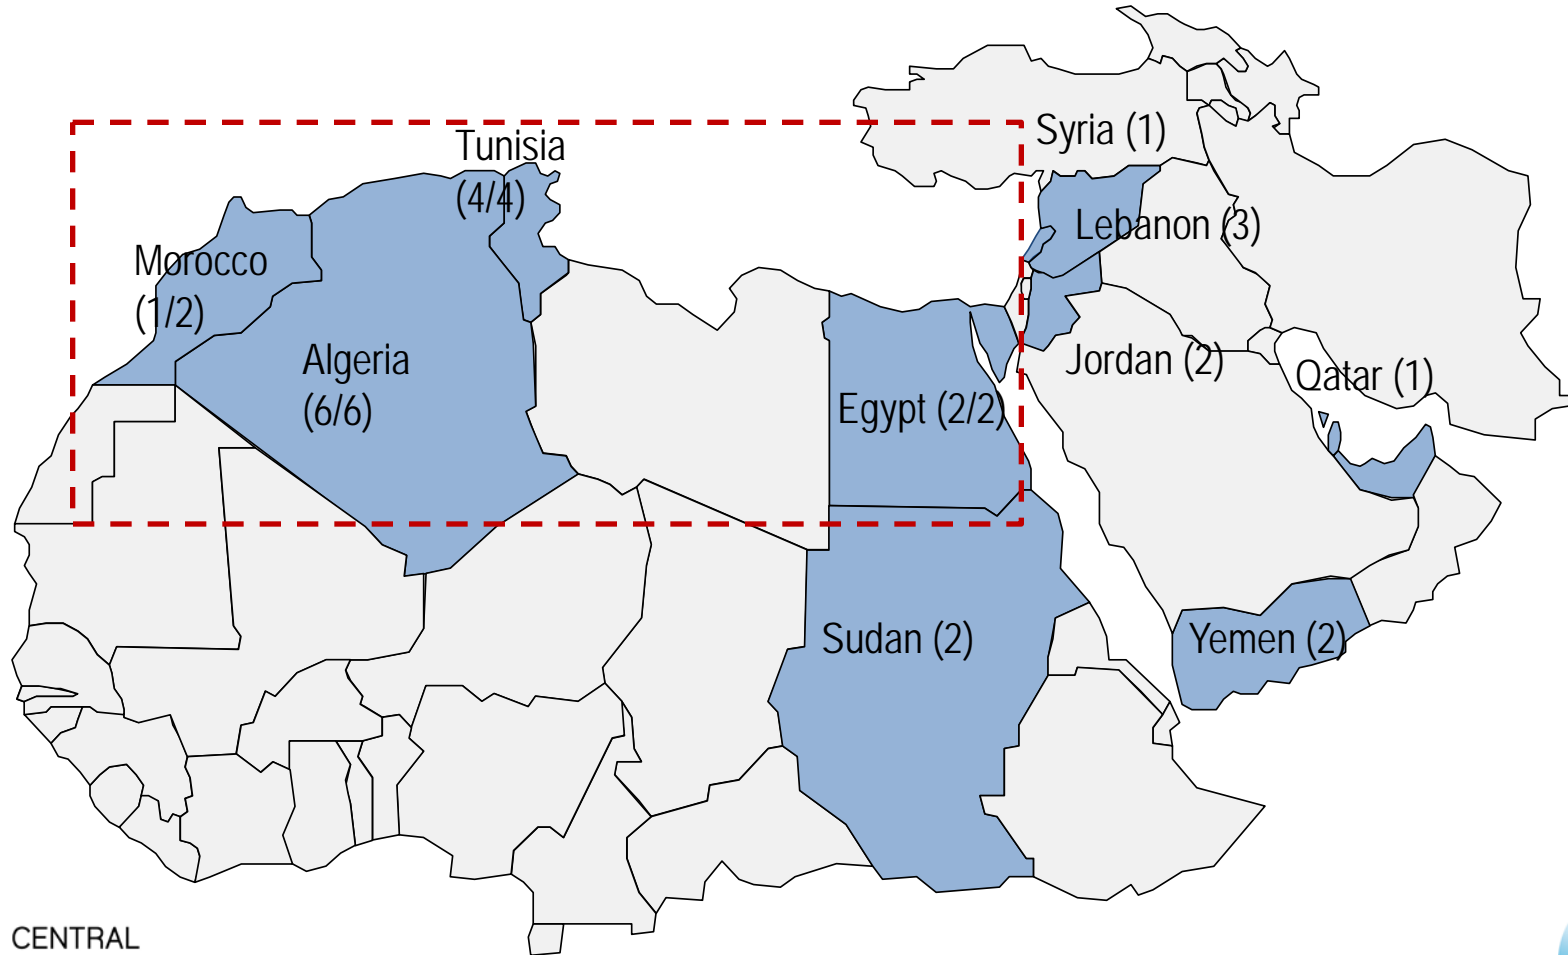 Syria (1)
Tunisia
(4/4)
Lebanon (3)
Morocco
(1/2)
Algeria
(6/6)
Jordan (2)
Qatar (1)
Egypt (2/2)
Sudan (2)
Yemen (2)
CENTRAL